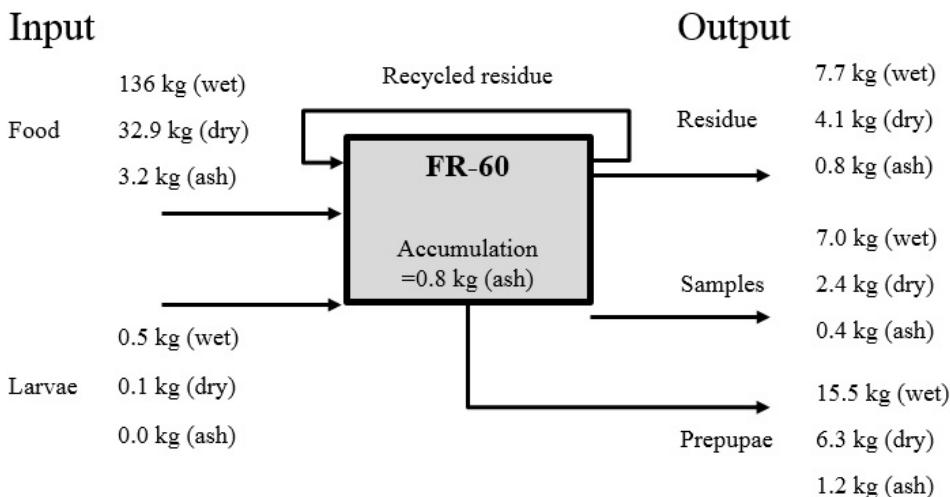 Input
Output
136 kg (wet)
Food
32.9 kg (dry)
3.2 kg (ash)
0.5 kg (wet)
Larvae
0.1 kg (dry)
0.0 kg (ash)
Recycled residue
FR-60
Accumulation
=0.8 kg (ash)
7.7 kg (wet)
Residue
4.1 kg (dry)
0.8 kg (ash)
7.0 kg (wet)
Samples
2.4 kg (dry)
0.4 kg (ash)
15.5 kg (wet)
Prepupae
6.3 kg (dry)
1.2 kg (ash)